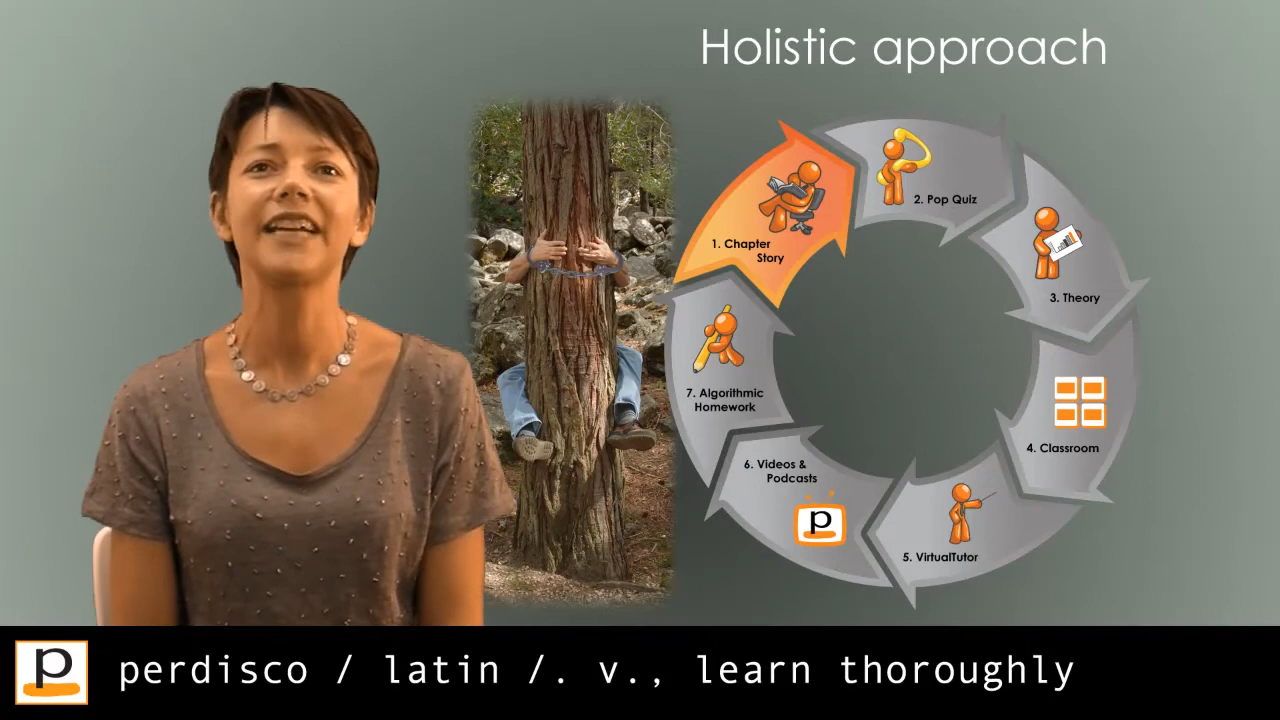 Holistic approach
1. Chapter
Story
2. Pop Quiz
3. Theory
4. Classroom
5. VirtualTutor
6. Videos &
Podcasts
p
7. Algorithmic
Homework
p
perdisco / latin /. v., learn thoroughly